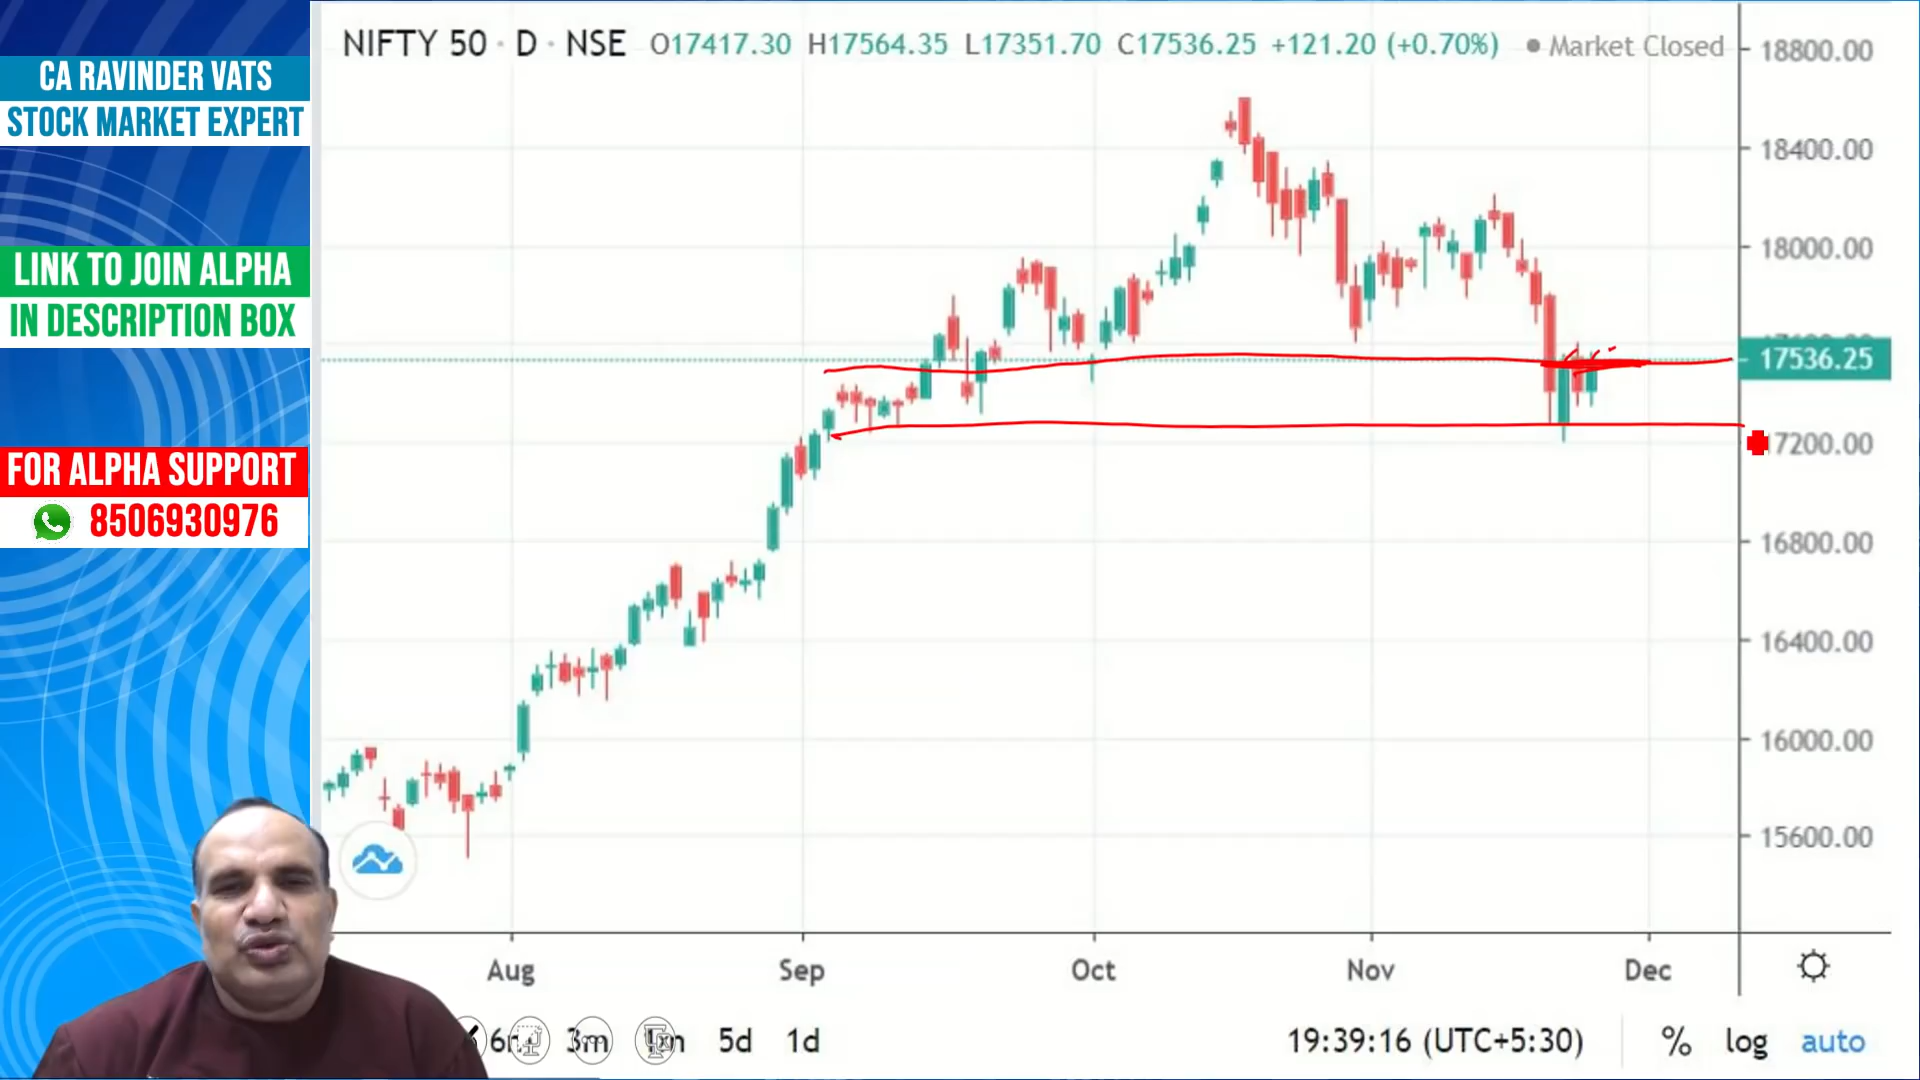 CA RAVINDER VATS
STOCK MARKET EXPERT
LINK TO JOIN ALPHA
IN DESCRIPTION BOX
FOR ALPHA SUPPORT
8506930976
NIFTY 50 · D · NSE O17417.30 H17564.35 L17351.70 C17536.25 +121.20 (+0.70%) Market Closed
18800.00
18400.00
18000.00
17536.25
17200.00
16800.00
16400.00
16000.00
15600.00
Aug Sep Oct Nov Dec
3m 5d 1d 19:39:16 (UTC+5:30) % log auto